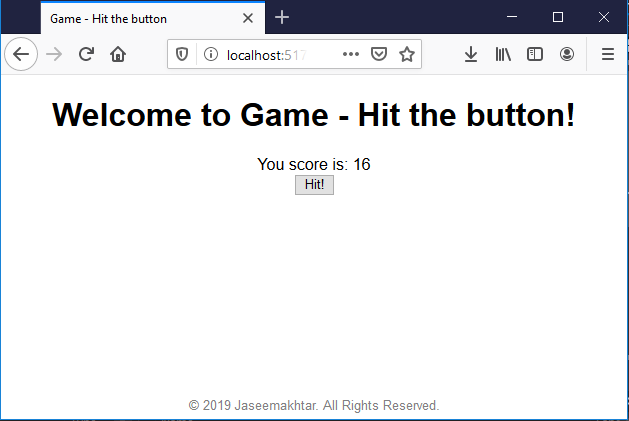 Game - Hit the button
localhost:517
Welcome to Game - Hit the button!
You score is: 16
Hit!
© 2019 Jaseemakhtar. All Rights Reserved.